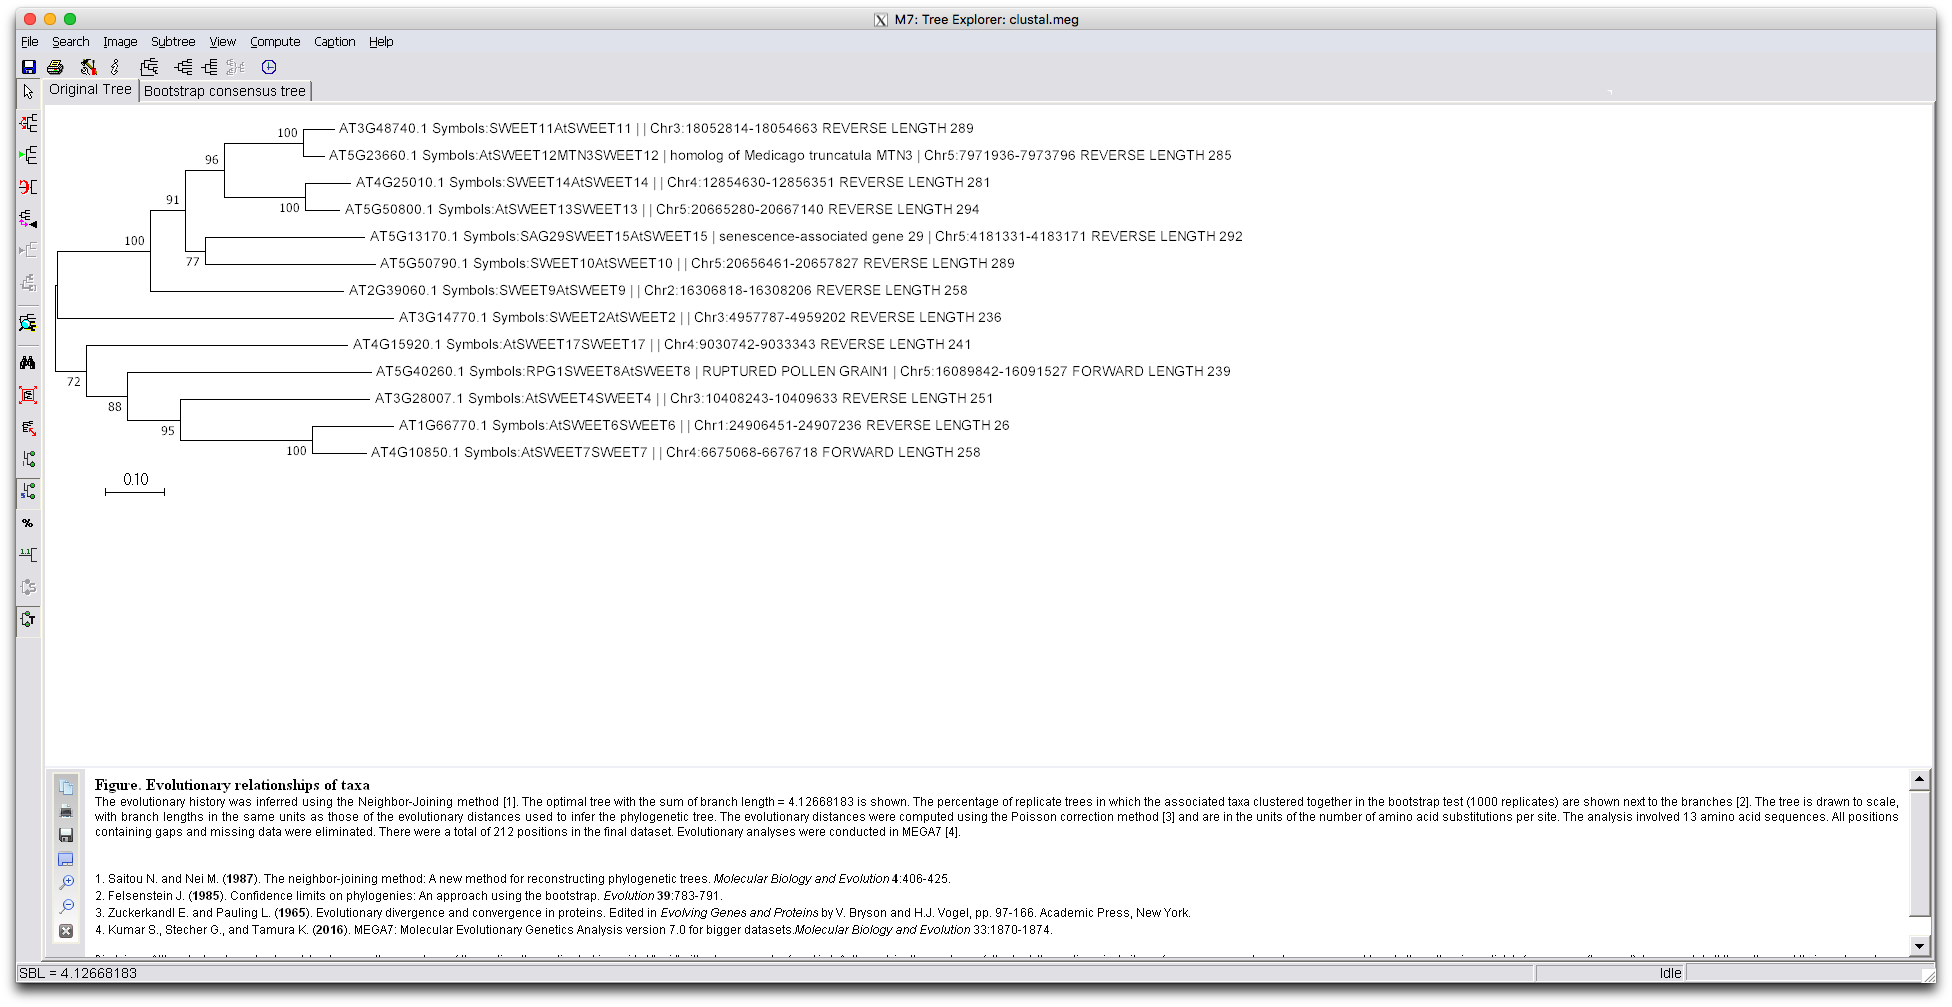 M7: Tree Explorer: clustal.meg
File Search Image Subtree View Compute Caption Help
Original Tree Bootstrap consensus tree
100 AT3G48740.1 Symbols:SWEET11AtSWEET11 | | Chr3:18052814-18054663 REVERSE LENGTH 289
AT5G23660.1 Symbols:AtSWEET12MTN3SWEET12 | homolog of Medicago truncatula MTN3 | Chr5:7971936-7973796 REVERSE LENGTH 285
96
AT4G25010.1 Symbols:SWEET14AtSWEET14 | | Chr4:12854630-12856351 REVERSE LENGTH 281
91
100 AT5G50800.1 Symbols:AtSWEET13SWEET13 | | Chr5:20665280-20667140 REVERSE LENGTH 294
100 AT5G13170.1 Symbols:SAG29SWEET15AtSWEET15 | senescence-associated gene 29 | Chr5:4181331-4183171 REVERSE LENGTH 292
77 AT5G50790.1 Symbols:SWEET10AtSWEET10 | | Chr5:20656461-20657827 REVERSE LENGTH 289
AT2G39060.1 Symbols:SWEET9AtSWEET9 | | Chr2:16306818-16308206 REVERSE LENGTH 258
AT3G14770.1 Symbols:SWEET2AtSWEET2 | | Chr3:4957787-4959202 REVERSE LENGTH 236
AT4G15920.1 Symbols:AtSWEET17SWEET17 | | Chr4:9030742-9033343 REVERSE LENGTH 241
AT5G40260.1 Symbols:RPG1SWEET8AtSWEET8 | RUPTURED POLLEN GRAIN1 | Chr5:16089842-16091527 FORWARD LENGTH 239
72
AT3G28007.1 Symbols:AtSWEET4SWEET4 | | Chr3:10408243-10409633 REVERSE LENGTH 251
88
AT1G66770.1 Symbols:AtSWEET6SWEET6 | | Chr1:24906451-24907236 REVERSE LENGTH 26
95
100 AT4G10850.1 Symbols:AtSWEET7SWEET7 | | Chr4:6675068-6676718 FORWARD LENGTH 258
0.10
%
1.1
Figure. Evolutionary relationships of taxa
The evolutionary history was inferred using the Neighbor-Joining method [1]. The optimal tree with the sum of branch length = 4.12668183 is shown. The percentage of replicate trees in which the associated taxa clustered together in the bootstrap test (1000 replicates) are shown next to the branches [2]. The tree is drawn to scale,
with branch lengths in the same units as those of the evolutionary distances used to infer the phylogenetic tree. The evolutionary distances were computed using the Poisson correction method [3] and are in the units of the number of amino acid substitutions per site. The analysis involved 13 amino acid sequences. All positions
containing gaps and missing data were eliminated. There were a total of 212 positions in the final dataset. Evolutionary analyses were conducted in MEGA7 [4].
1. Saitou N. and Nei M. (1987). The neighbor-joining method: A new method for reconstructing phylogenetic trees. Molecular Biology and Evolution 4:406-425.
2. Felsenstein J. (1985). Confidence limits on phylogenies: An approach using the bootstrap. Evolution 39:783-791.
3. Zuckerkandl E. and Pauling L. (1965). Evolutionary divergence and convergence in proteins. Edited in Evolving Genes and Proteins by V. Bryson and H.J. Vogel, pp. 97-166. Academic Press, New York.
4. Kumar S., Stecher G., and Tamura K. (2016). MEGA7: Molecular Evolutionary Genetics Analysis version 7.0 for bigger datasets.Molecular Biology and Evolution 33:1870-1874.
SBL = 4.12668183 Idle